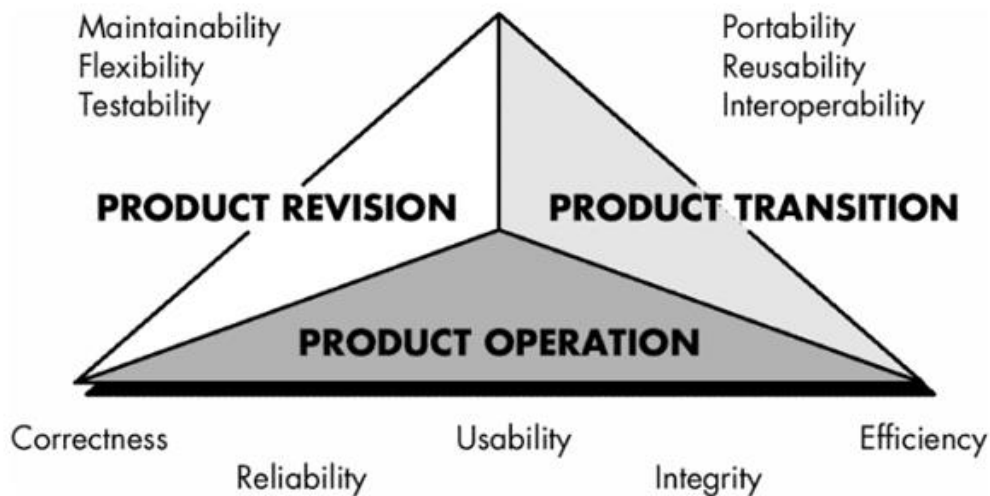 Maintainability
Flexibility
Testability
Portability
Reusability
Interoperability
PRODUCT REVISION
PRODUCT TRANSITION
PRODUCT OPERATION
Correctness
Usability
Efficiency
Reliability
Integrity